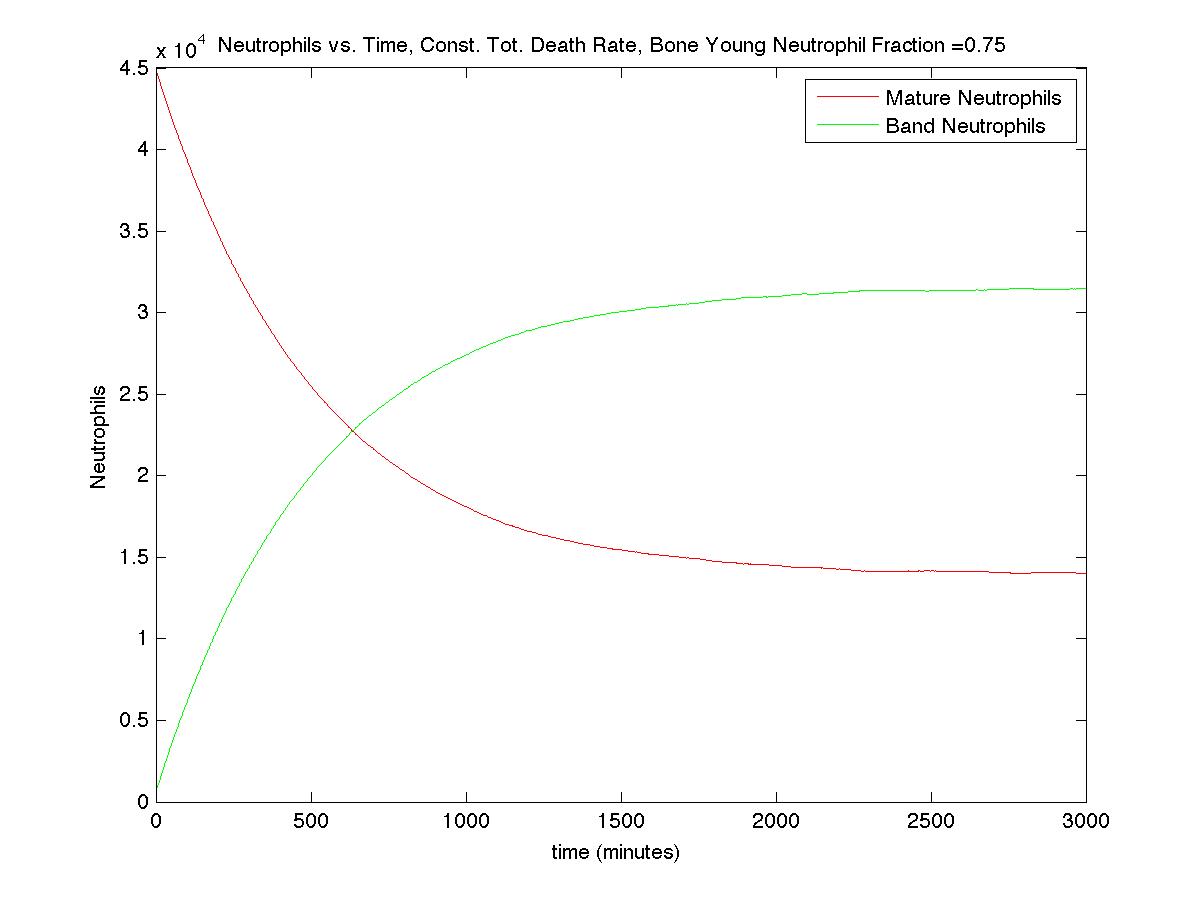 x 10^4
Neutrophils vs. Time, Const. Tot. Death Rate, Bone Young Neutrophil Fraction =0.75
Mature Neutrophils
Band Neutrophils
4.5
4
3.5
3
2.5
2
1.5
1
0.5
0
Neutrophils
0 500 1000 1500 2000 2500 3000
time (minutes)